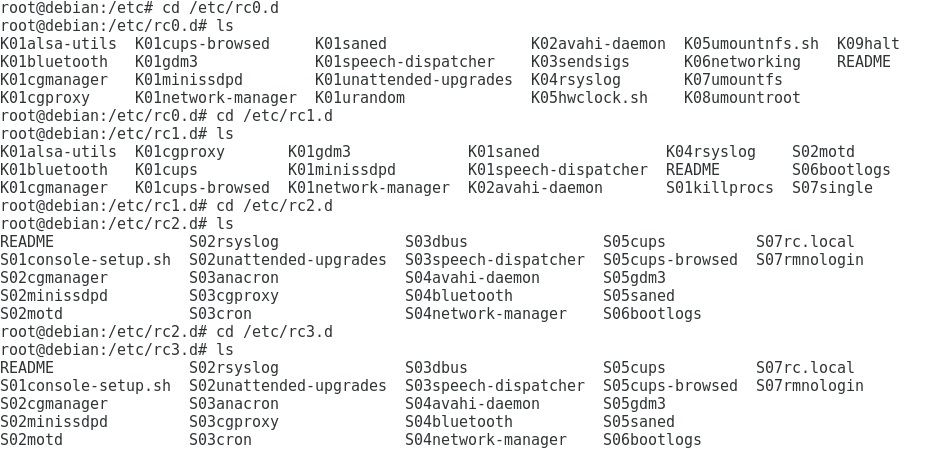 root@debian:/etc# cd /etc/rc0.d
root@debian:/etc/rc0.d# ls
K01alsa-utils  K01cups-browsed     K01saned                K02avahi-daemon  K05umountnfs.sh  K09halt
K01bluetooth   K01gdm3             K01speech-dispatcher    K03sendsigs      K06networking    README
K01cgmanager   K01minissdpd        K01unattended-upgrades  K04rsyslog       K07umountfs
K01cgproxy     K01network-manager  K01urandom              K05hwclock.sh    K08umountroot
root@debian:/etc/rc0.d# cd /etc/rc1.d
root@debian:/etc/rc1.d# ls
K01alsa-utils  K01cgproxy       K01gdm3             K01saned              K04rsyslog    S02motd
K01bluetooth   K01cups          K01minissdpd        K01speech-dispatcher  README        S06bootlogs
K01cgmanager   K01cups-browsed  K01network-manager  K02avahi-daemon       S01killprocs  S07single
root@debian:/etc/rc1.d# cd /etc/rc2.d
root@debian:/etc/rc2.d# ls
README               S02rsyslog              S03dbus               S05cups          S07rc.local
S01console-setup.sh  S02unattended-upgrades  S03speech-dispatcher  S05cups-browsed  S07rmnologin
S02cgmanager         S03anacron              S04avahi-daemon       S05gdm3
S02minissdpd         S03cgproxy              S04bluetooth          S05saned
S02motd              S03cron                 S04network-manager    S06bootlogs
root@debian:/etc/rc2.d# cd /etc/rc3.d
root@debian:/etc/rc3.d# ls
README               S02rsyslog              S03dbus               S05cups          S07rc.local
S01console-setup.sh  S02unattended-upgrades  S03speech-dispatcher  S05cups-browsed  S07rmnologin
S02cgmanager         S03anacron              S04avahi-daemon       S05gdm3
S02minissdpd         S03cgproxy              S04bluetooth          S05saned
S02motd              S03cron                 S04network-manager    S06bootlogs